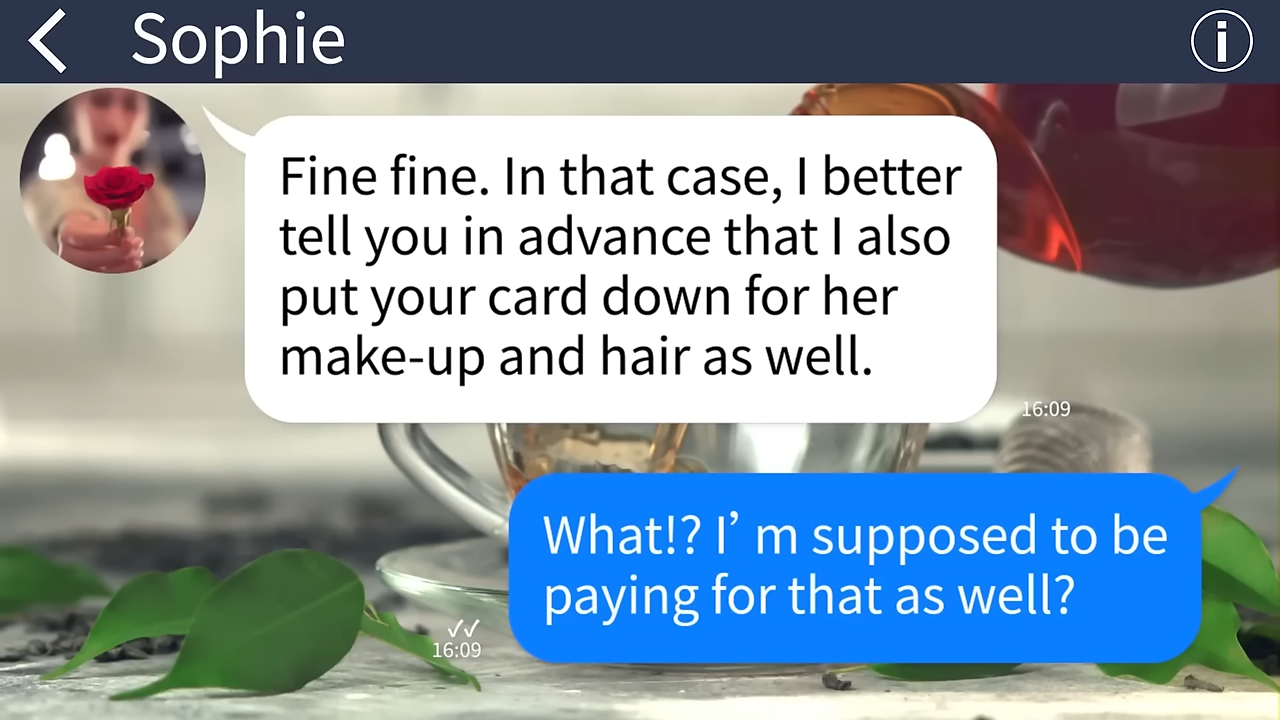 Sophie
Fine fine. In that case, I better
tell you in advance that I also
put your card down for her
make-up and hair as well.
16:09
What!? I’m supposed to be
paying for that as well?
16:09